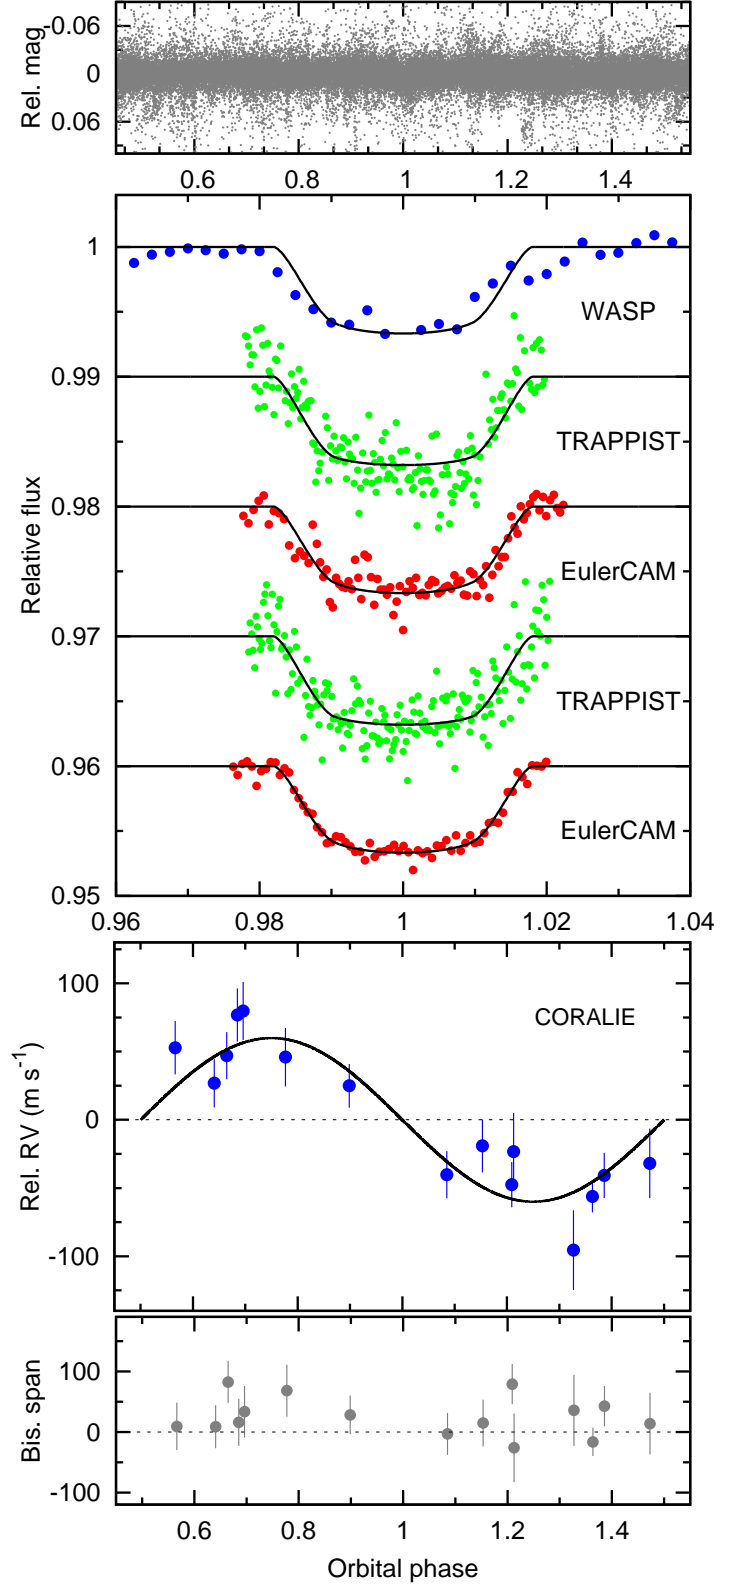 -0.06
0
0.06
Rel. mag
0.6 0.8 1 1.2 1.4
1
0.99
0.98
0.97
0.96
0.95
Relative flux
WASP
TRAPPIST
EulerCAM
TRAPPIST
EulerCAM
0.96 0.98 1 1.02 1.04
100
0
-100
Rel. RV (m s⁻¹)
CORALIE
100
0
-100
Bis. span
0.6 0.8 1 1.2 1.4
Orbital phase